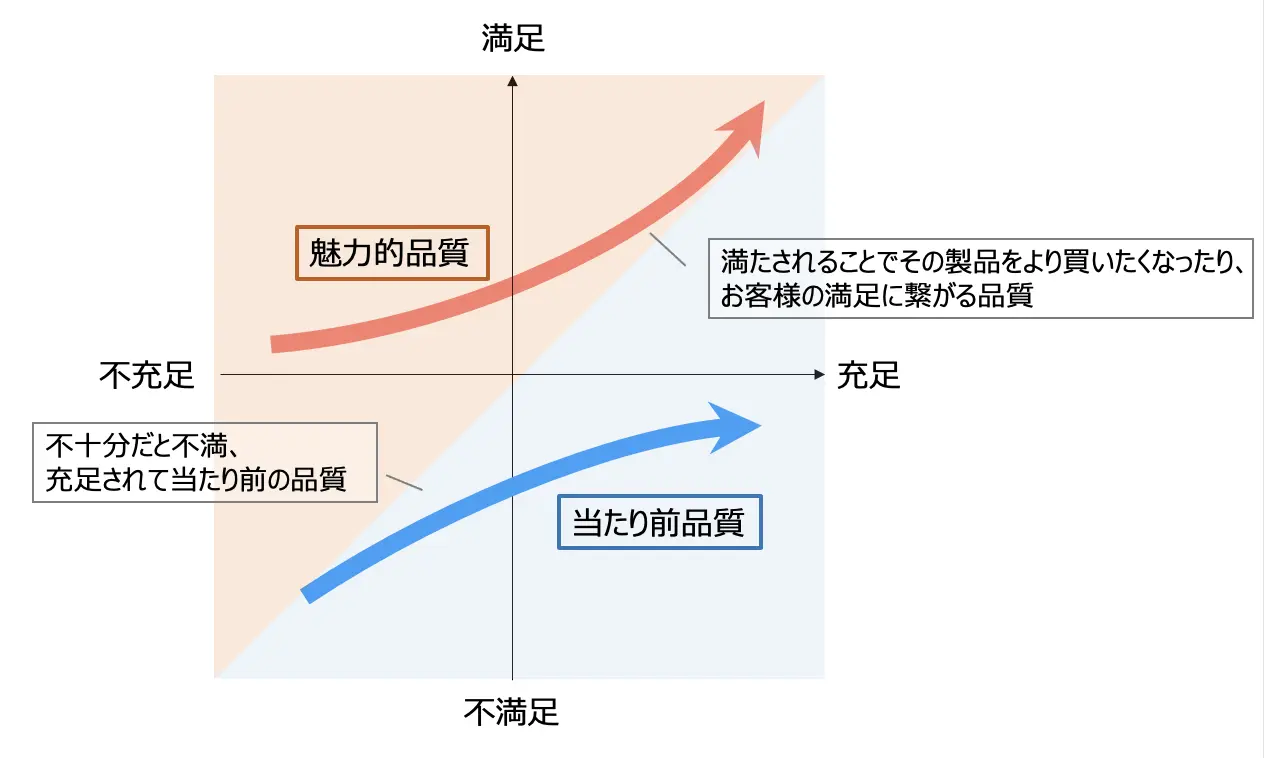 満足
魅力的品質
満たされることでその製品をより買いたくなったり、
お客様の満足に繋がる品質
不充足
充足
不十分だと不満、
充足されて当たり前の品質
当たり前品質
不満足